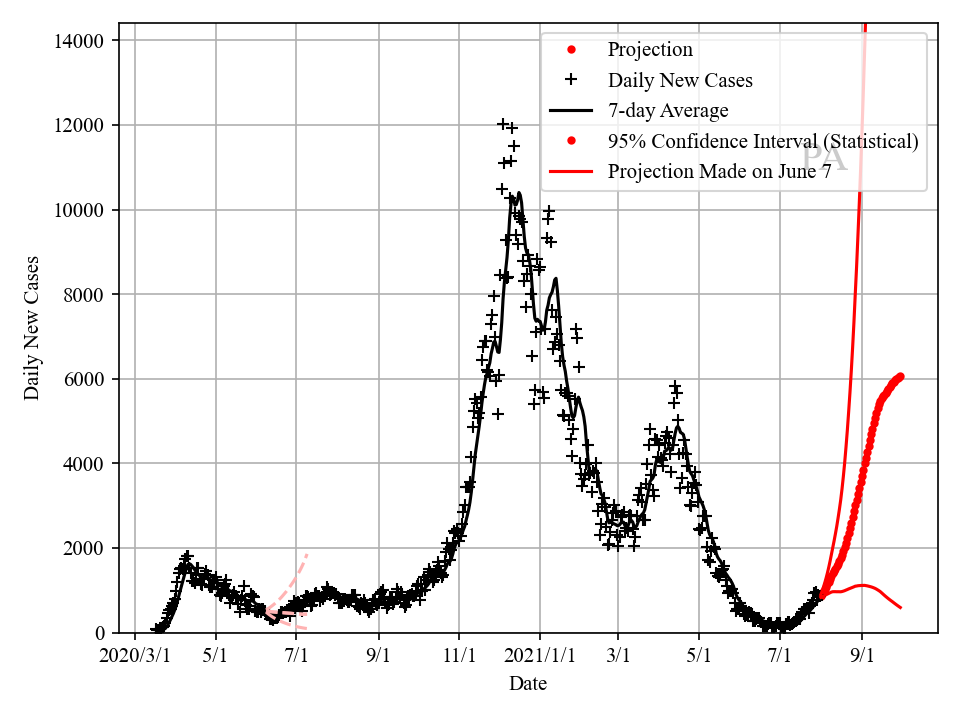 14000
12000
10000
8000
6000
4000
2000
0
Daily New Cases
Projection
Daily New Cases
7-day Average
95% Confidence Interval (Statistical)
Projection Made on June 7
PA
2020/3/1 5/1 7/1 9/1 11/1 2021/1/1 3/1 5/1 7/1 9/1
Date